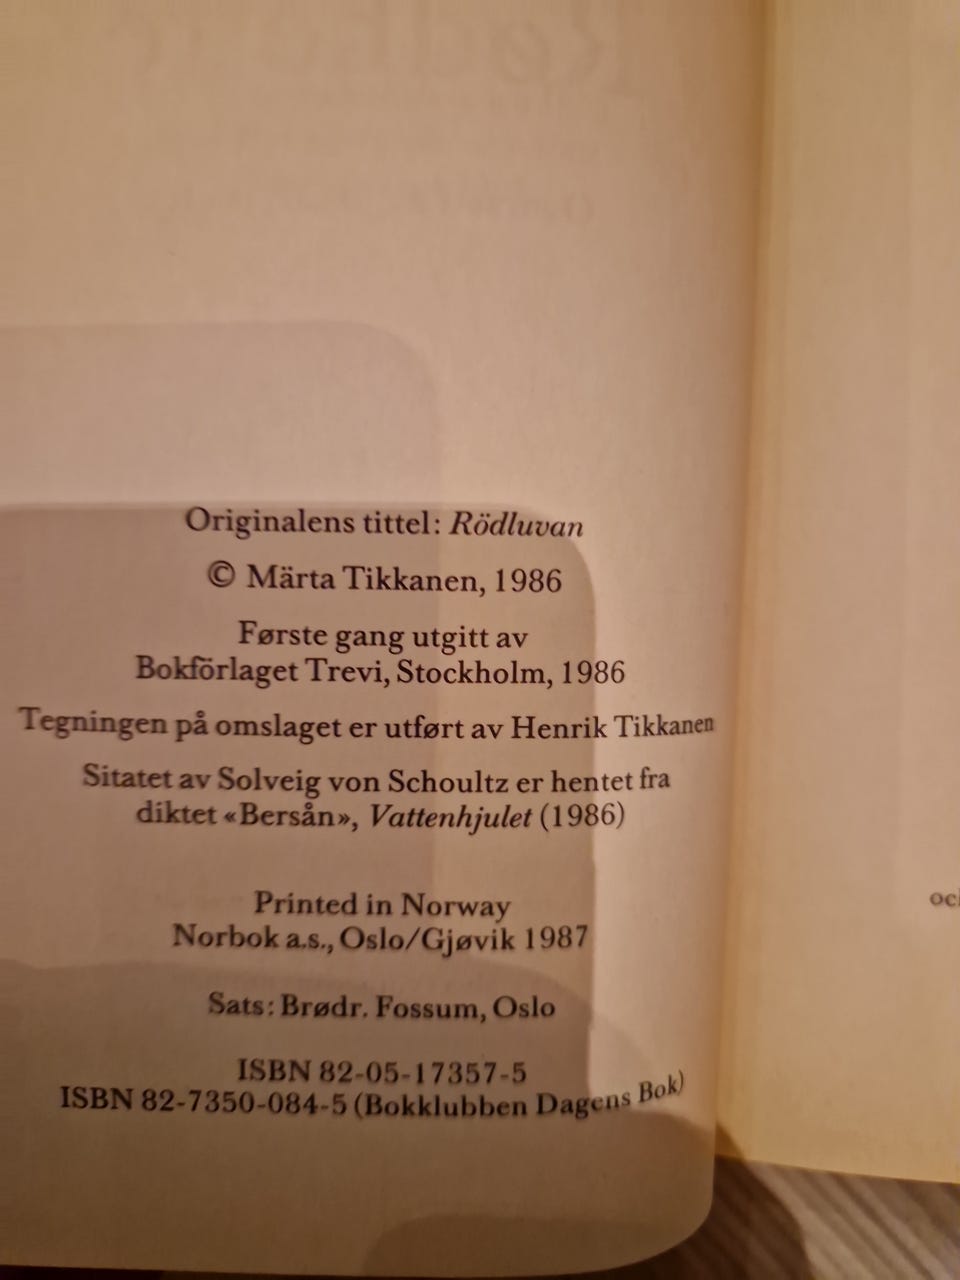 Originalens tittel: Rödluvan
© Märta Tikkanen, 1986
Første gang utgitt av
Bokförlaget Trevi, Stockholm, 1986
Tegningen på omslaget er utført av Henrik Tikkanen
Sitatet av Solveig von Schoultz er hentet fra
diktet «Bersån», Vattenhjulet (1986)
Printed in Norway
Norbok a.s., Oslo/Gjøvik 1987
Sats: Brødr. Fossum, Oslo
ISBN 82-05-17357-5
ISBN 82-7350-084-5 (Bokklubben Dagens Bok)